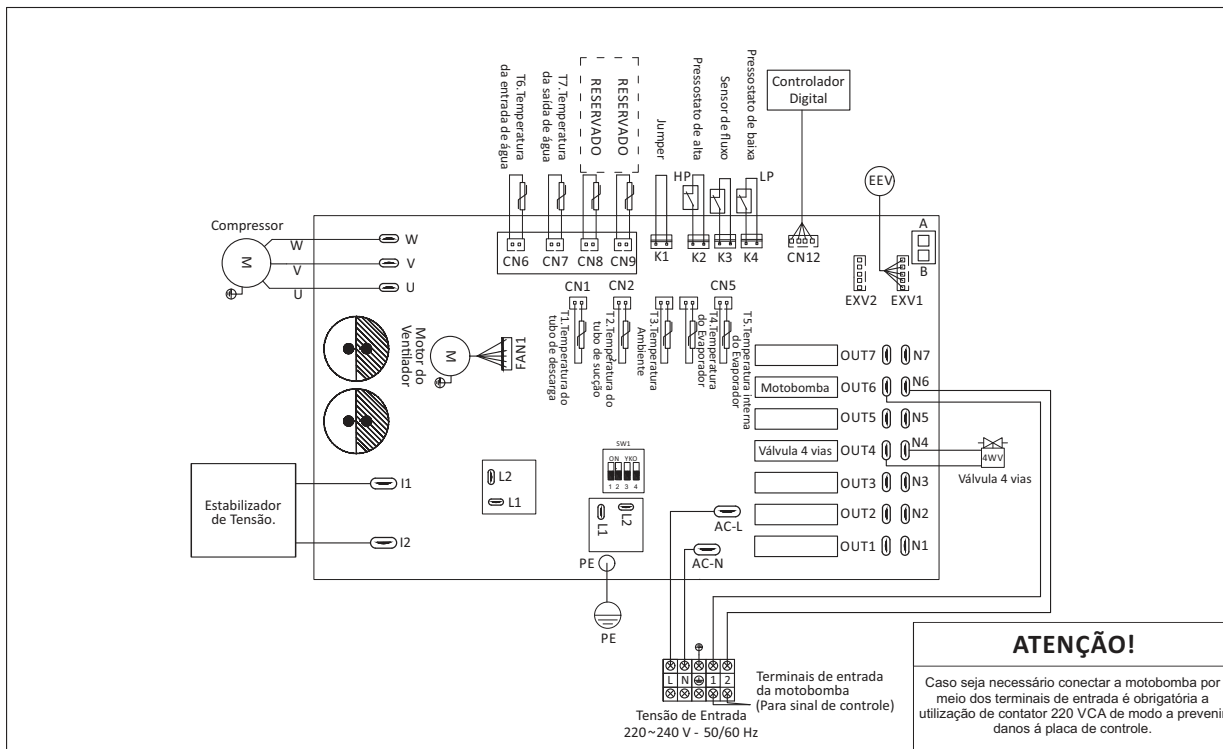 T6.Temperatura
da entrada de água
T7.Temperatura
da saída de água
RESERVADO
RESERVADO
Jumper
Pressostato de alta
Sensor de fluxo
Pressostato de baixa
Controlador
Digital
HP
LP
EEV
Compressor
M
W
V
U
W
V
U
CN6
CN7
CN8
CN9
K1
K2
K3
K4
CN12
EXV2
EXV1
A
B
CN1
CN2
CN5
T1.Temperatura do
tubo de descarga
T2.Temperatura do
tubo de sucção
T3.Temperatura
Ambiente
T4.Temperatura
do Evaporador
T5.Temperatura interna
do Evaporador
Motor do
Ventilador
M
FAN1
OUT7
N7
Motobomba
OUT6
N6
OUT5
N5
Válvula 4 vias
OUT4
N4
4WV
Válvula 4 vias
OUT3
N3
OUT2
N2
OUT1
N1
Estabilizador
de Tensão.
I1
I2
L2
L1
SW1
ON YKO
1 2 3 4
L1
L2
AC-L
AC-N
PE
PE
L N 1 2
Terminais de entrada
da motobomba
(Para sinal de controle)
Tensão de Entrada
220~240 V - 50/60 Hz
ATENÇÃO!
Caso seja necessário conectar a motobomba por
meio dos terminais de entrada é obrigatória a
utilização de contator 220 VCA de modo a prevenir
danos á placa de controle.